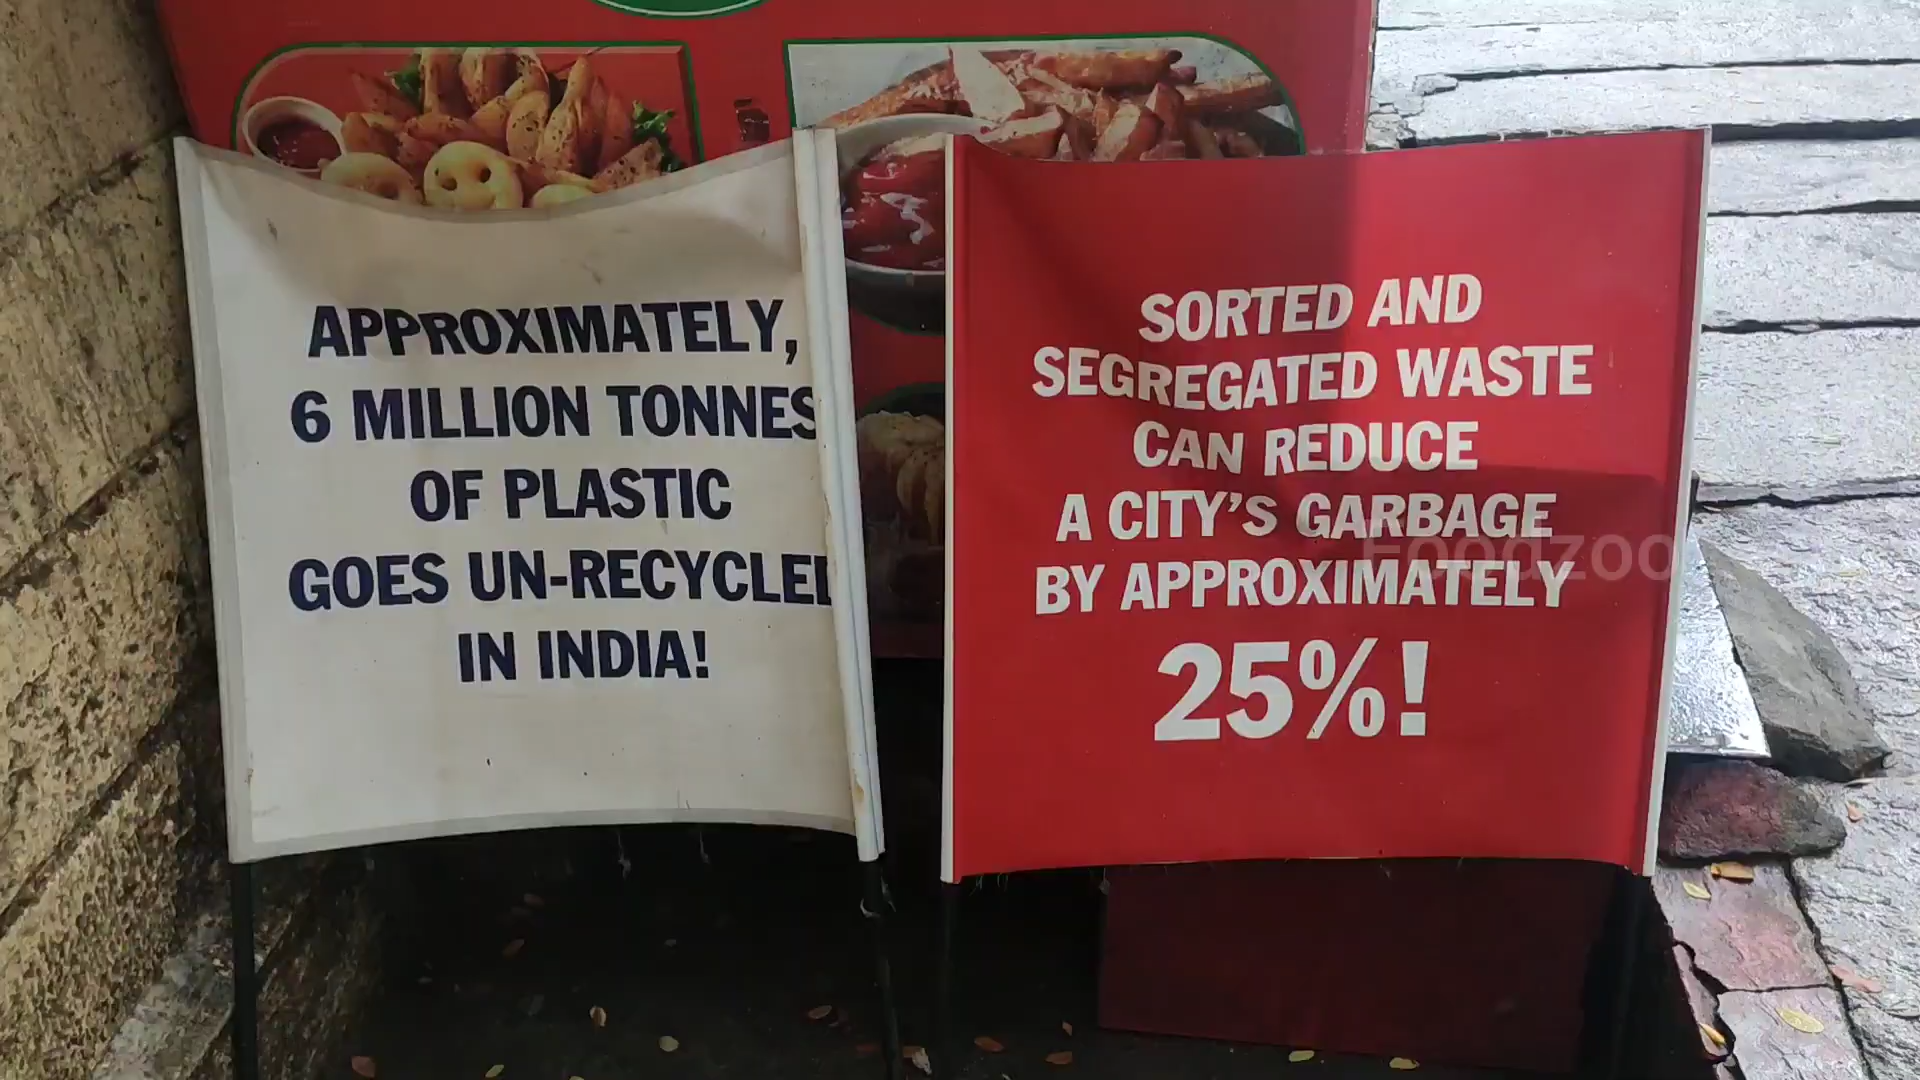 APPROXIMATELY,
6 MILLION TONNES
OF PLASTIC
GOES UN-RECYCLED
IN INDIA!
SORTED AND
SEGREGATED WASTE
CAN REDUCE
A CITY'S GARBAGE
BY APPROXIMATELY
25%!
Foodzoo